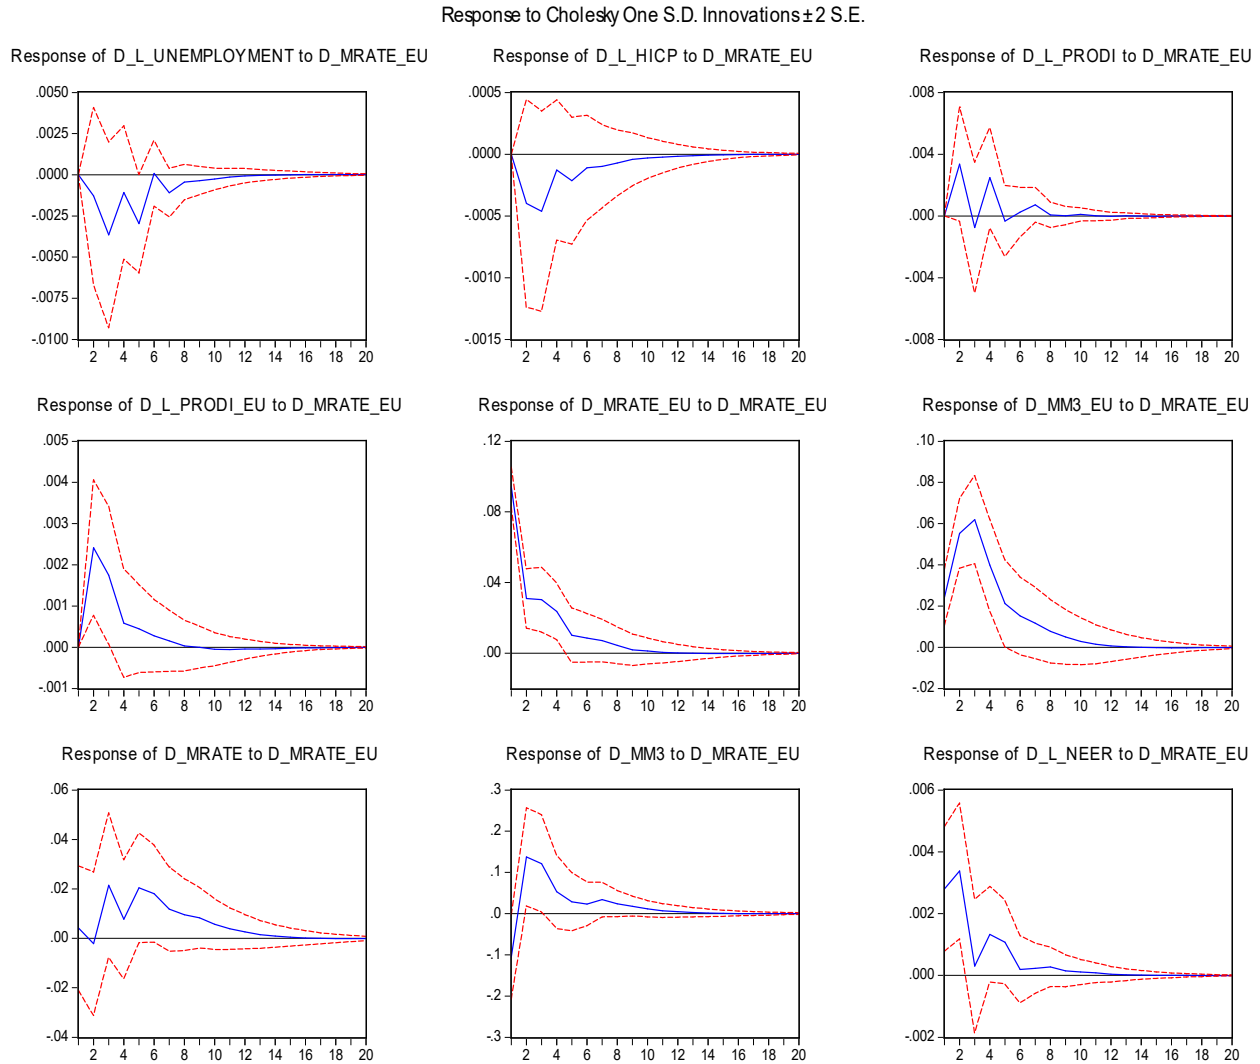 Response to Cholesky One S.D. Innovations ± 2 S.E.
Response of D_L_UNEMPLOYMENT to D_MRATE_EU
.0050
.0025
.0000
-.0025
-.0050
-.0075
-.0100
2 4 6 8 10 12 14 16 18 20
Response of D_L_HICP to D_MRATE_EU
.0005
.0000
-.0005
-.0010
-.0015
2 4 6 8 10 12 14 16 18 20
Response of D_L_PRODI to D_MRATE_EU
.008
.004
.000
-.004
-.008
2 4 6 8 10 12 14 16 18 20
Response of D_L_PRODI_EU to D_MRATE_EU
.005
.004
.003
.002
.001
.000
-.001
2 4 6 8 10 12 14 16 18 20
Response of D_MRATE_EU to D_MRATE_EU
.12
.08
.04
.00
2 4 6 8 10 12 14 16 18 20
Response of D_MM3_EU to D_MRATE_EU
.10
.08
.06
.04
.02
.00
-.02
2 4 6 8 10 12 14 16 18 20
Response of D_MRATE to D_MRATE_EU
.06
.04
.02
.00
-.02
-.04
2 4 6 8 10 12 14 16 18 20
Response of D_MM3 to D_MRATE_EU
.3
.2
.1
.0
-.1
-.2
-.3
2 4 6 8 10 12 14 16 18 20
Response of D_L_NEER to D_MRATE_EU
.006
.004
.002
.000
-.002
2 4 6 8 10 12 14 16 18 20